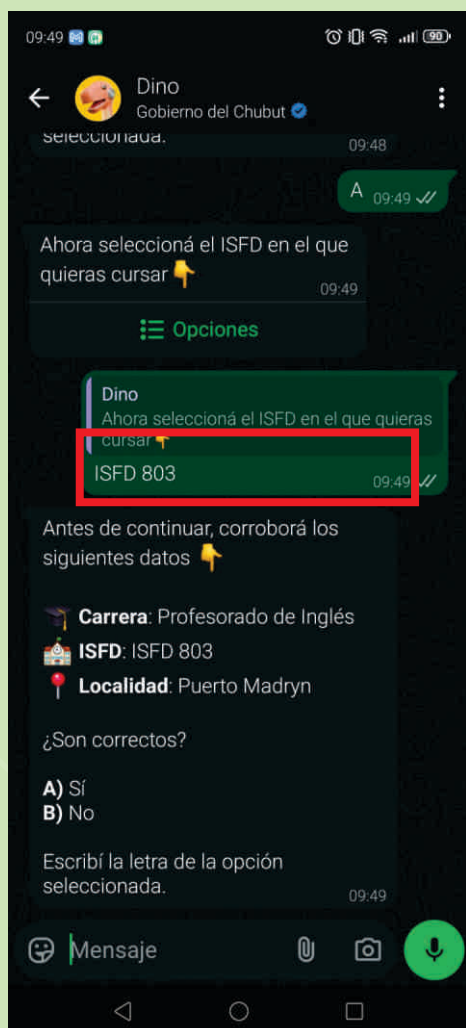 09:49 90
Dino
Gobierno del Chubut
seleccionada.
09:48
A 09:49
Ahora seleccioná el ISFD en el que
quieras cursar
09:49
Opciones
Dino
Ahora seleccioná el ISFD en el que quieras
cursar
ISFD 803
09:49
Antes de continuar, corroborá los
siguientes datos
Carrera: Profesorado de Inglés
ISFD: ISFD 803
Localidad: Puerto Madryn
¿Son correctos?
A) Sí
B) No
Escribí la letra de la opción
seleccionada.
09:49
Mensaje